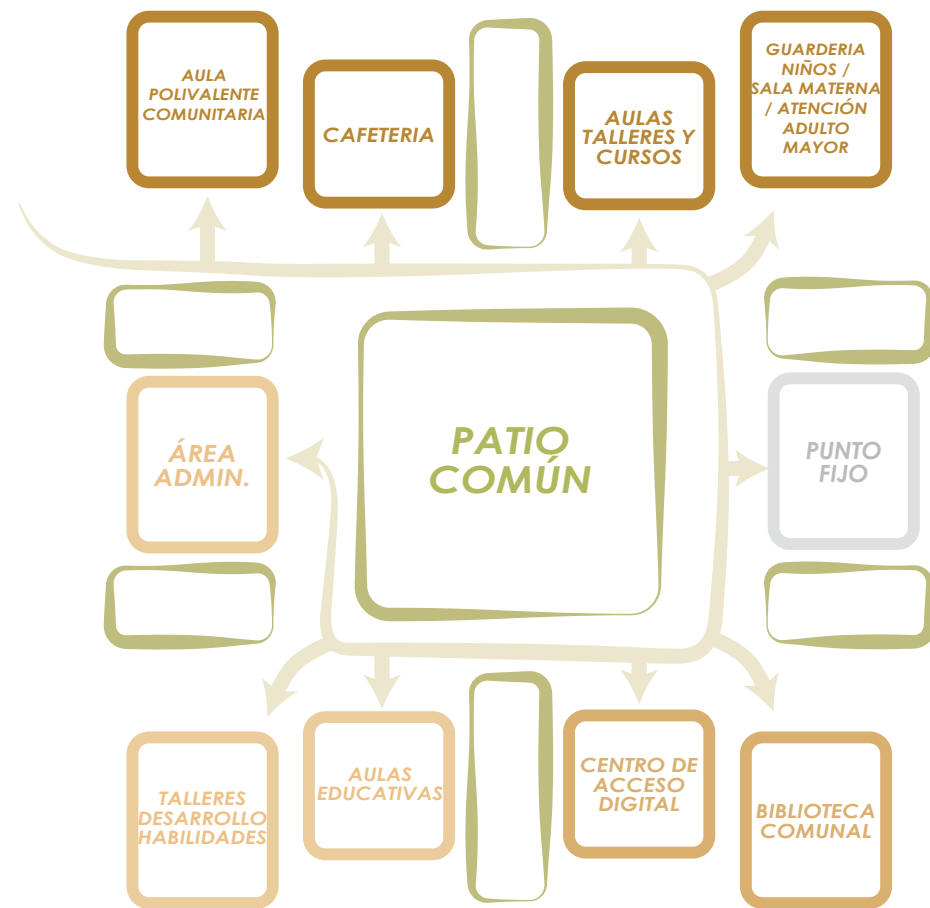 AULA
POLIVALENTE
COMUNITARIA
CAFETERIA
AULAS
TALLERES Y
CURSOS
GUARDERIA
NIÑOS /
SALA MATERNA
/ ATENCIÓN
ADULTO
MAYOR
ÁREA
ADMIN.
PATIO
COMÚN
PUNTO
FIJO
TALLERES
DESARROLLO
HABILIDADES
AULAS
EDUCATIVAS
CENTRO DE
ACCESO
DIGITAL
BIBLIOTECA
COMUNAL